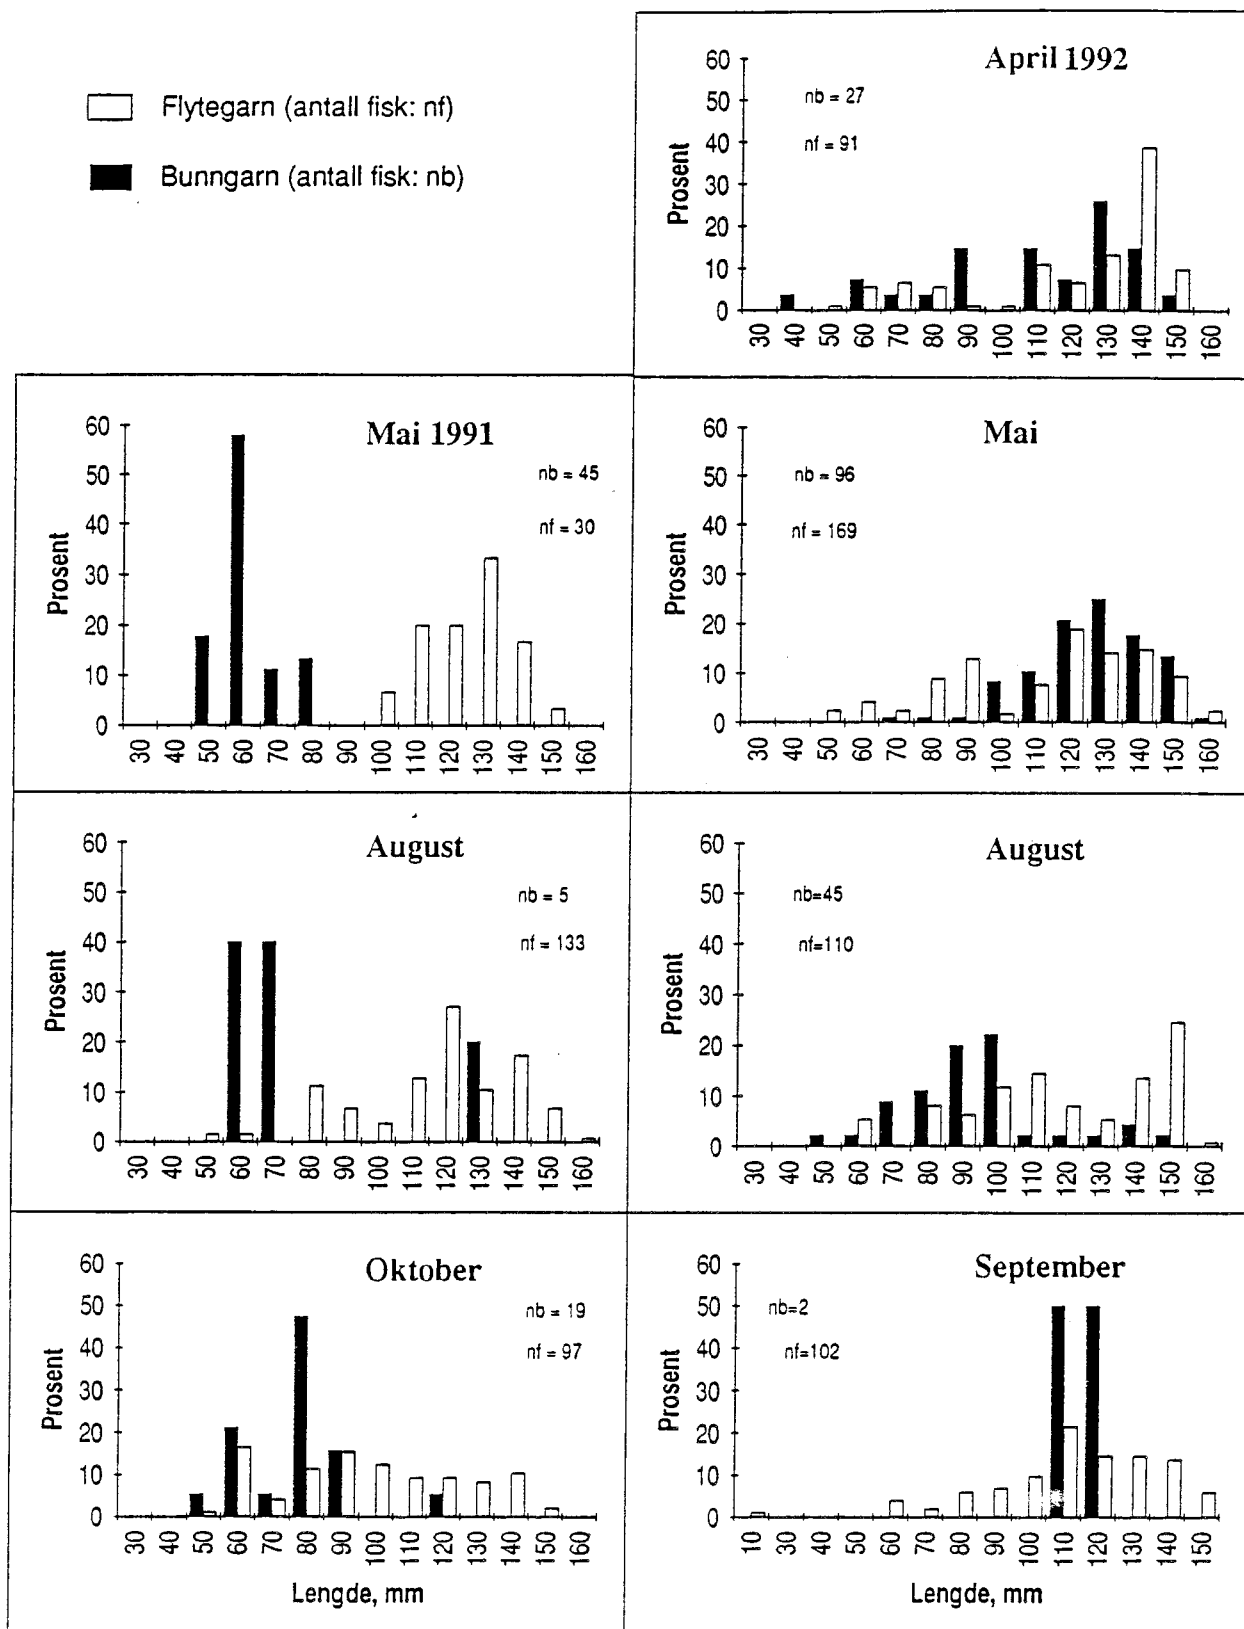 Flytegarn (antall fisk: nf)
Bunngarn (antall fisk: nb)
April 1992
nb = 27
nf = 91
Prosent
60
50
40
30
20
10
0
30 40 50 60 70 80 90 100 110 120 130 140 150 160
Mai 1991
nb = 45
nf = 30
Prosent
60
50
40
30
20
10
0
30 40 50 60 70 80 90 100 110 120 130 140 150 160
Mai
nb = 96
nf = 169
Prosent
60
50
40
30
20
10
0
30 40 50 60 70 80 90 100 110 120 130 140 150 160
August
nb = 5
nf = 133
Prosent
60
50
40
30
20
10
0
30 40 50 60 70 80 90 100 110 120 130 140 150 160
August
nb=45
nf=110
Prosent
60
50
40
30
20
10
0
30 40 50 60 70 80 90 100 110 120 130 140 150 160
Oktober
nb = 19
nf = 97
Prosent
60
50
40
30
20
10
0
30 40 50 60 70 80 90 100 110 120 130 140 150 160
Lengde, mm
September
nb=2
nf=102
Prosent
60
50
40
30
20
10
0
10 30 40 50 60 70 80 90 100 110 120 130 140 150
Lengde, mm